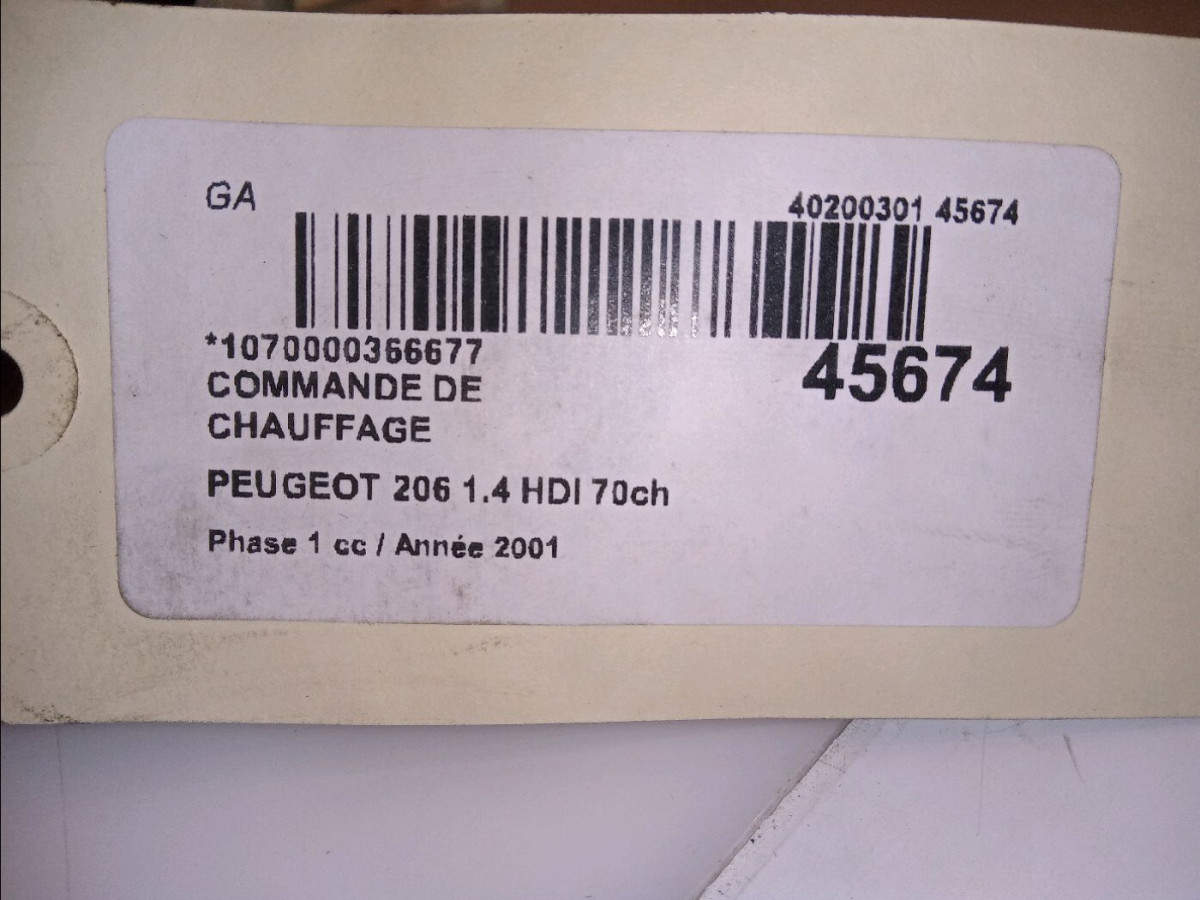 GA
40200301 45674
*1070000366677
45674
COMMANDE DE
CHAUFFAGE
PEUGEOT 206 1.4 HDI 70ch
Phase 1 cc / Année 2001